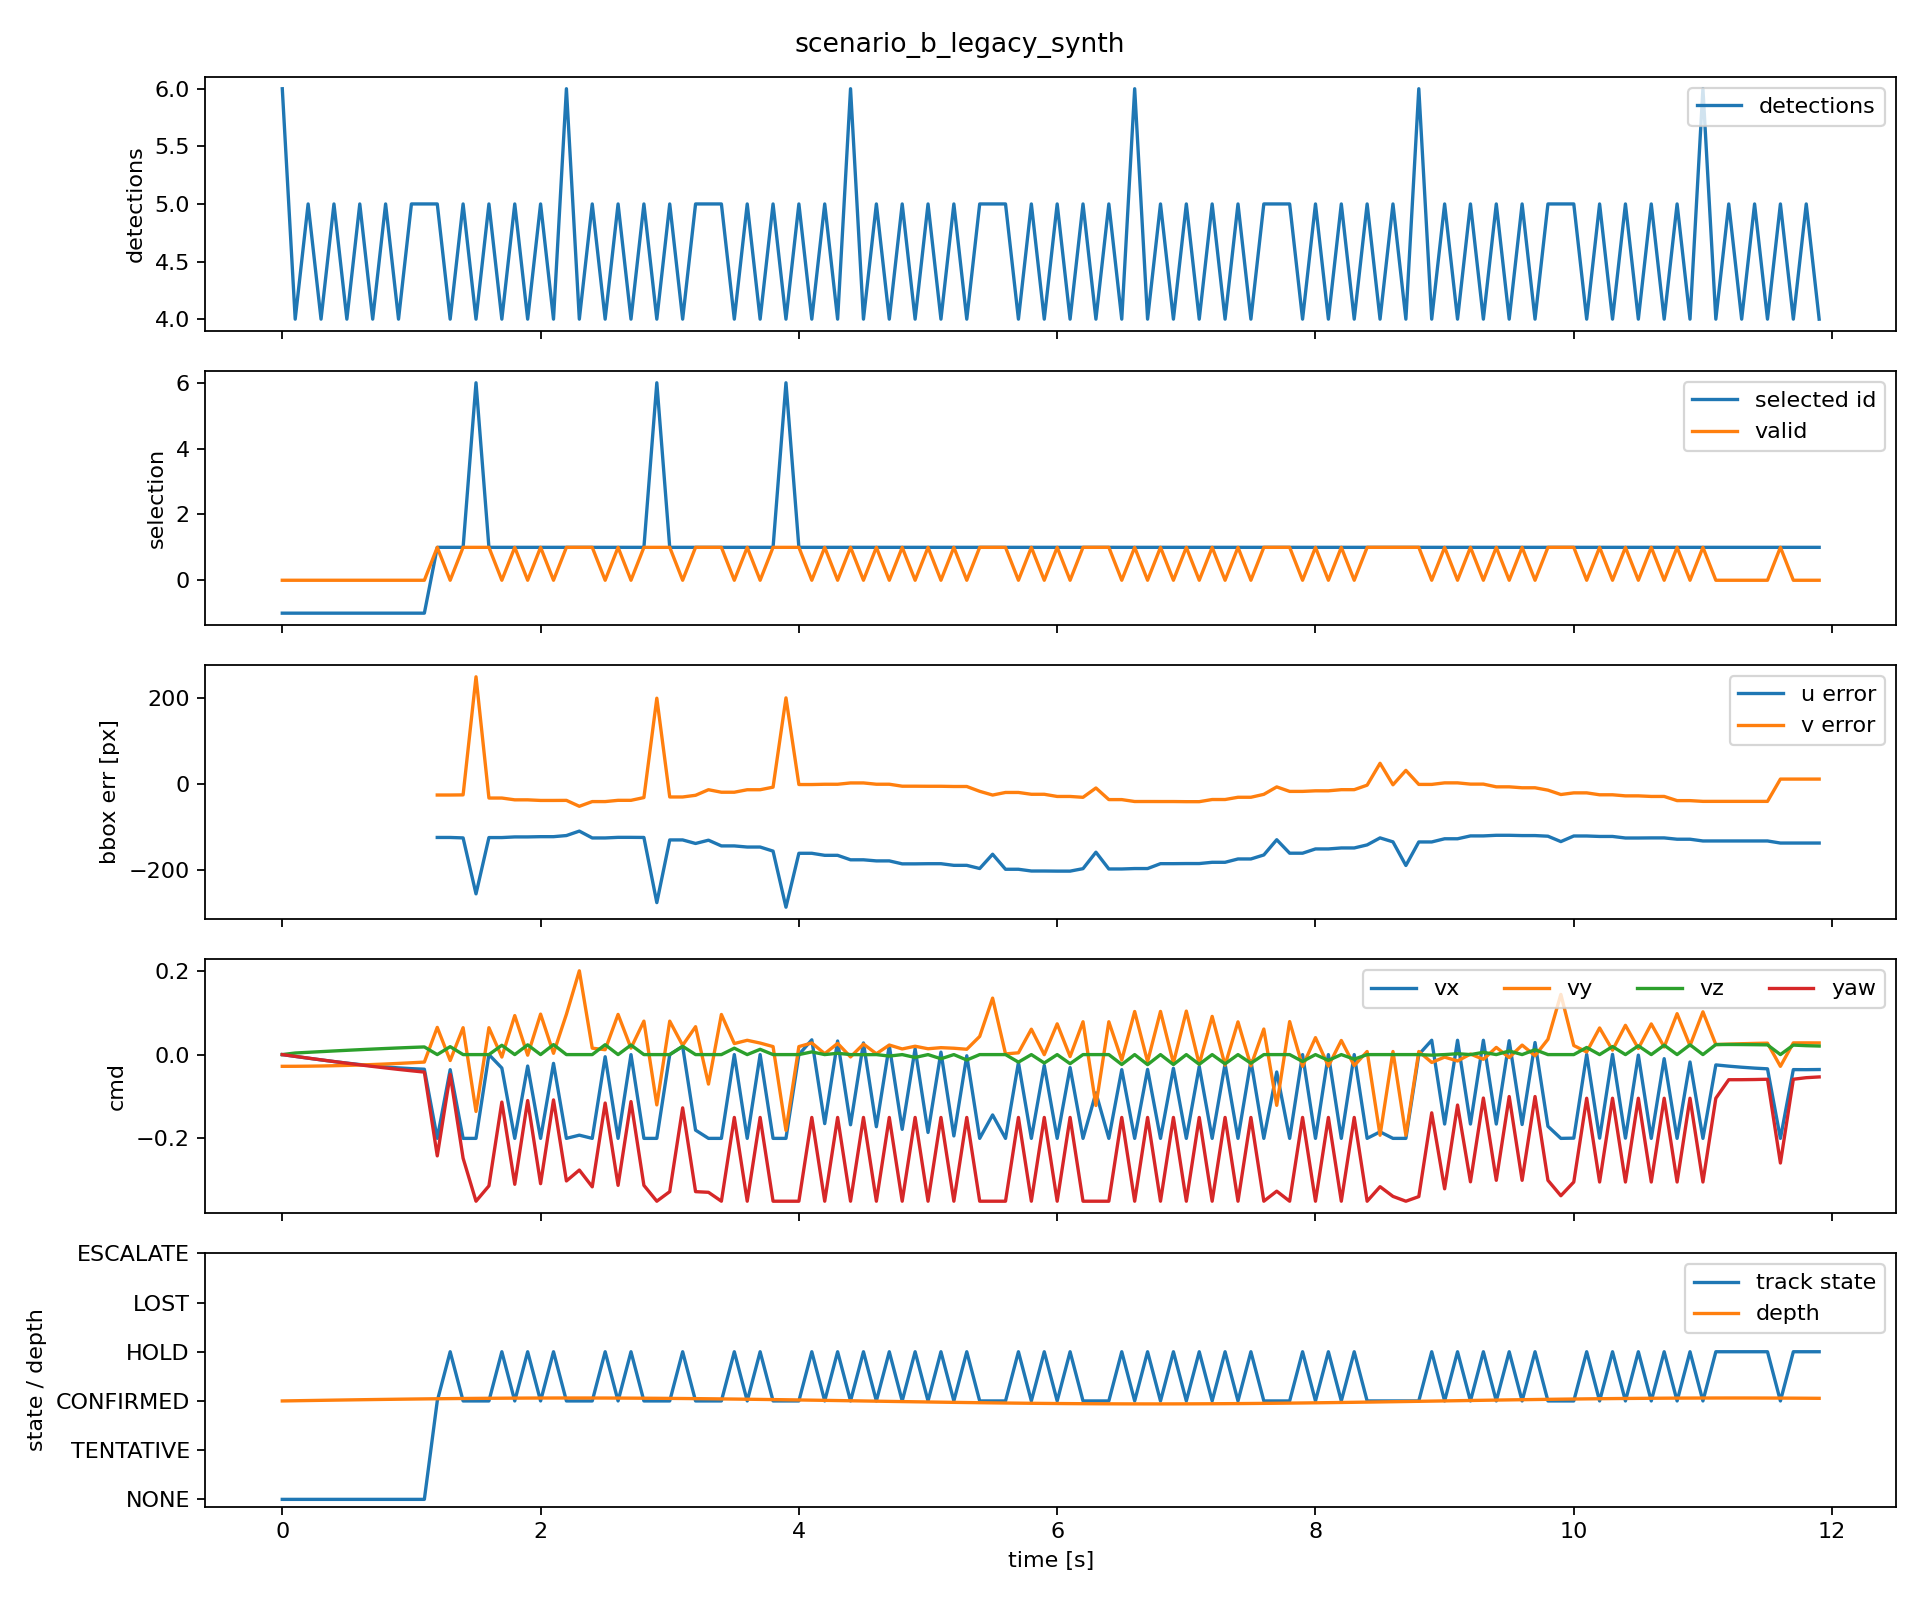 scenario_b_legacy_synth
6.0
5.5
5.0
4.5
4.0
detections
detections
6
4
2
0
selection
selected id
valid
200
0
−200
bbox err [px]
u error
v error
0.2
0.0
−0.2
cmd
vx vy vz yaw
ESCALATE
LOST
HOLD
CONFIRMED
TENTATIVE
NONE
state / depth
track state
depth
0 2 4 6 8 10 12
time [s]